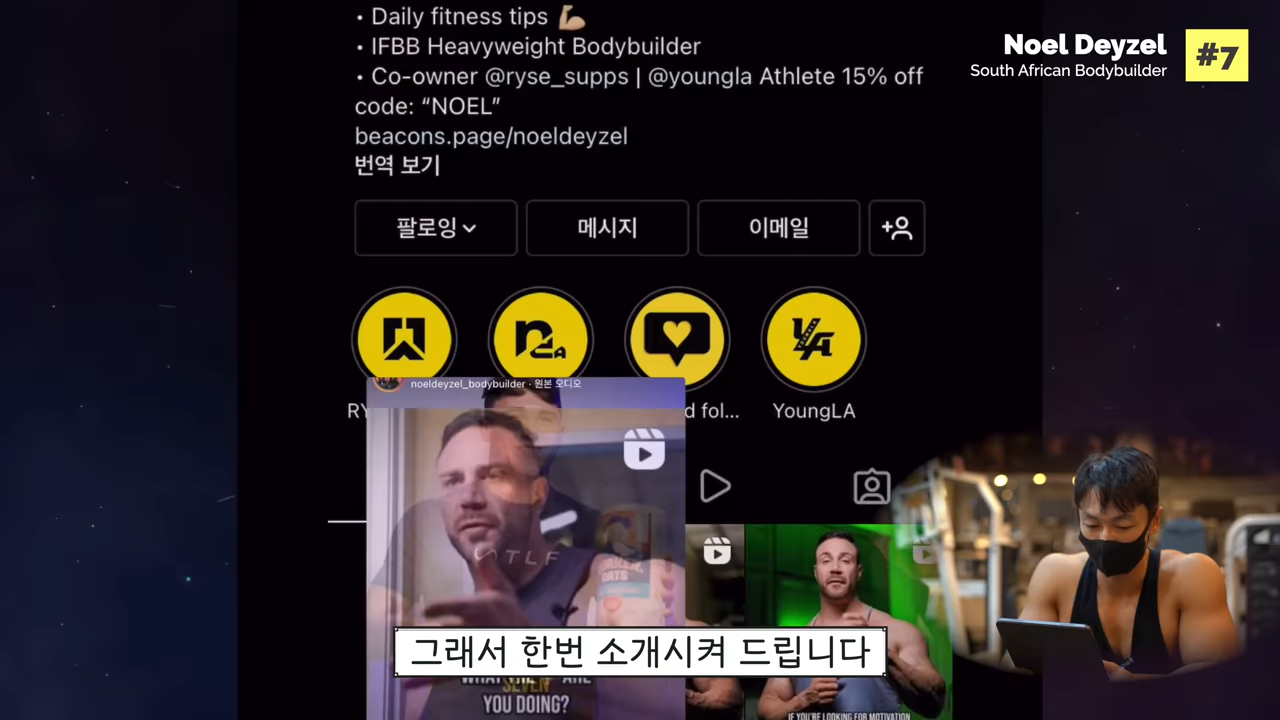 • Daily fitness tips 💪🏼
• IFBB Heavyweight Bodybuilder
• Co-owner @ryse_supps | @youngla Athlete 15% off
code: “NOEL”
beacons.page/noeldeyzel
번역 보기
Noel Deyzel
South African Bodybuilder
#7
팔로잉
메시지
이메일
d fol...
YoungLA
noeldeyzel_bodybuilder · 원본 오디오
TLF
OATS
그래서 한번 소개시켜 드립니다
SEVEN
YOU DOING?
IF YOU'RE LOOKING FOR MOTIVATION